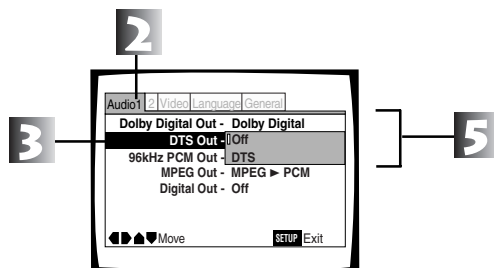 2
Audio1 2 Video Language General
Dolby Digital Out - Dolby Digital
3
DTS Out - Off
5
96kHz PCM Out - DTS
MPEG Out - MPEG ► PCM
Digital Out - Off
Move SETUP Exit